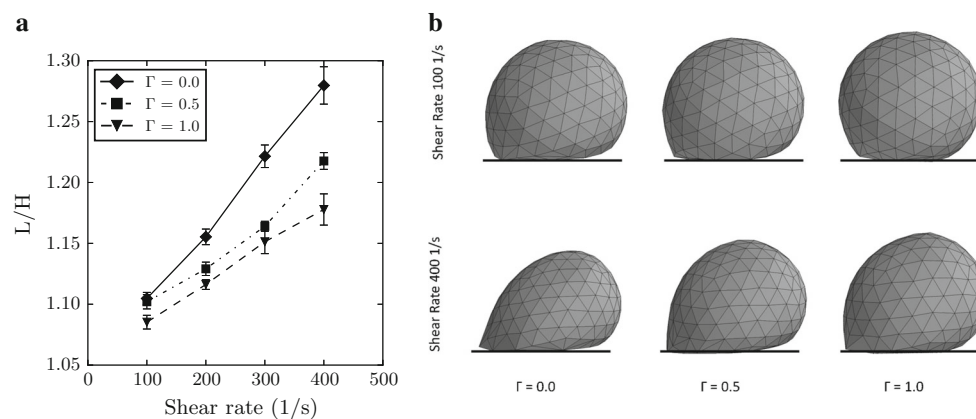 a
1.30
1.25
1.20
1.15
1.10
1.05
L/H
Γ = 0.0
Γ = 0.5
Γ = 1.0
0 100 200 300 400 500
Shear rate (1/s)
b
Shear Rate 100 1/s
Shear Rate 400 1/s
Γ = 0.0 Γ = 0.5 Γ = 1.0